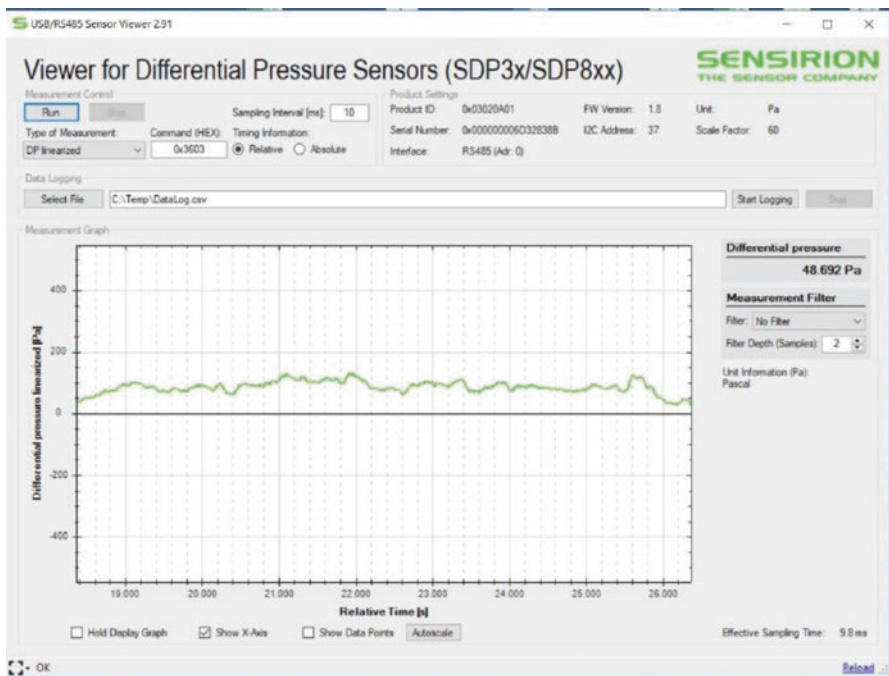 USB/RS485 Sensor Viewer 2.91
Viewer for Differential Pressure Sensors (SDP3x/SDP8xx)
SENSIRION
THE SENSOR COMPANY
Measurement Control
Run
Stop
Sampling Interval [ms]: 10
Type of Measurement:
Command (HEX):
Timing Information:
DP linearized
0x3603
Relative
Absolute
Product Settings
Product ID: 0x03020A01
FW Version: 1.8
Unit: Pa
Serial Number: 0x000000006D32838B
I2C Address: 37
Scale Factor: 60
Interface: RS485 (Adr: 0)
Data Logging
Select File
C:\Temp\DataLog.csv
Start Logging
Stop
Measurement Graph
Differential pressure linearized [Pa]
400
200
0
-200
-400
19.000 20.000 21.000 22.000 23.000 24.000 25.000 26.000
Relative Time [s]
Differential pressure
48.692 Pa
Measurement Filter
Filter: No Filter
Filter Depth (Samples): 2
Unit Information (Pa):
Pascal
Hold Display Graph
Show X-Axis
Show Data Points
Autoscale
Effective Sampling Time: 9.8 ms
OK
Reload